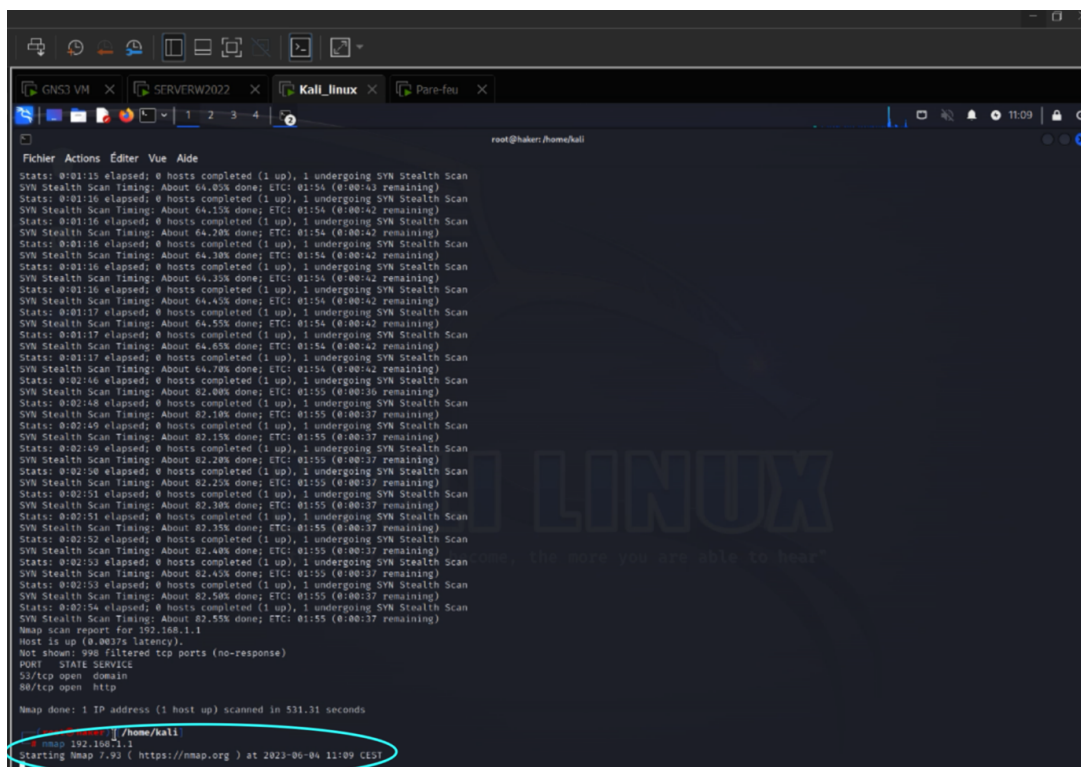 GNS3 VM
SERVERW2022
Kali_linux
Pare-feu
1 2 3 4
2
11:09
root@haker: /home/kali
Fichier Actions Éditer Vue Aide
Stats: 0:01:15 elapsed; 0 hosts completed (1 up), 1 undergoing SYN Stealth Scan
SYN Stealth Scan Timing: About 64.05% done; ETC: 01:54 (0:00:43 remaining)
Stats: 0:01:16 elapsed; 0 hosts completed (1 up), 1 undergoing SYN Stealth Scan
SYN Stealth Scan Timing: About 64.15% done; ETC: 01:54 (0:00:42 remaining)
Stats: 0:01:16 elapsed; 0 hosts completed (1 up), 1 undergoing SYN Stealth Scan
SYN Stealth Scan Timing: About 64.20% done; ETC: 01:54 (0:00:42 remaining)
Stats: 0:01:16 elapsed; 0 hosts completed (1 up), 1 undergoing SYN Stealth Scan
SYN Stealth Scan Timing: About 64.30% done; ETC: 01:54 (0:00:42 remaining)
Stats: 0:01:16 elapsed; 0 hosts completed (1 up), 1 undergoing SYN Stealth Scan
SYN Stealth Scan Timing: About 64.35% done; ETC: 01:54 (0:00:42 remaining)
Stats: 0:01:16 elapsed; 0 hosts completed (1 up), 1 undergoing SYN Stealth Scan
SYN Stealth Scan Timing: About 64.45% done; ETC: 01:54 (0:00:42 remaining)
Stats: 0:01:17 elapsed; 0 hosts completed (1 up), 1 undergoing SYN Stealth Scan
SYN Stealth Scan Timing: About 64.55% done; ETC: 01:54 (0:00:42 remaining)
Stats: 0:01:17 elapsed; 0 hosts completed (1 up), 1 undergoing SYN Stealth Scan
SYN Stealth Scan Timing: About 64.65% done; ETC: 01:54 (0:00:42 remaining)
Stats: 0:01:17 elapsed; 0 hosts completed (1 up), 1 undergoing SYN Stealth Scan
SYN Stealth Scan Timing: About 64.70% done; ETC: 01:54 (0:00:42 remaining)
Stats: 0:02:46 elapsed; 0 hosts completed (1 up), 1 undergoing SYN Stealth Scan
SYN Stealth Scan Timing: About 82.00% done; ETC: 01:55 (0:00:36 remaining)
Stats: 0:02:48 elapsed; 0 hosts completed (1 up), 1 undergoing SYN Stealth Scan
SYN Stealth Scan Timing: About 82.10% done; ETC: 01:55 (0:00:37 remaining)
Stats: 0:02:49 elapsed; 0 hosts completed (1 up), 1 undergoing SYN Stealth Scan
SYN Stealth Scan Timing: About 82.15% done; ETC: 01:55 (0:00:37 remaining)
Stats: 0:02:49 elapsed; 0 hosts completed (1 up), 1 undergoing SYN Stealth Scan
SYN Stealth Scan Timing: About 82.20% done; ETC: 01:55 (0:00:37 remaining)
Stats: 0:02:50 elapsed; 0 hosts completed (1 up), 1 undergoing SYN Stealth Scan
SYN Stealth Scan Timing: About 82.25% done; ETC: 01:55 (0:00:37 remaining)
Stats: 0:02:51 elapsed; 0 hosts completed (1 up), 1 undergoing SYN Stealth Scan
SYN Stealth Scan Timing: About 82.30% done; ETC: 01:55 (0:00:37 remaining)
Stats: 0:02:51 elapsed; 0 hosts completed (1 up), 1 undergoing SYN Stealth Scan
SYN Stealth Scan Timing: About 82.35% done; ETC: 01:55 (0:00:37 remaining)
Stats: 0:02:52 elapsed; 0 hosts completed (1 up), 1 undergoing SYN Stealth Scan
SYN Stealth Scan Timing: About 82.40% done; ETC: 01:55 (0:00:37 remaining)
Stats: 0:02:53 elapsed; 0 hosts completed (1 up), 1 undergoing SYN Stealth Scan
SYN Stealth Scan Timing: About 82.45% done; ETC: 01:55 (0:00:37 remaining)
Stats: 0:02:53 elapsed; 0 hosts completed (1 up), 1 undergoing SYN Stealth Scan
SYN Stealth Scan Timing: About 82.50% done; ETC: 01:55 (0:00:37 remaining)
Stats: 0:02:54 elapsed; 0 hosts completed (1 up), 1 undergoing SYN Stealth Scan
SYN Stealth Scan Timing: About 82.55% done; ETC: 01:55 (0:00:37 remaining)
LINUX
come, the more you are able to hear"
Nmap scan report for 192.168.1.1
Host is up (0.0037s latency).
Not shown: 998 filtered tcp ports (no-response)
PORT STATE SERVICE
53/tcp open domain
80/tcp open http
Nmap done: 1 IP address (1 host up) scanned in 531.31 seconds
[/home/kali]
# nmap 192.168.1.1
Starting Nmap 7.93 ( https://nmap.org ) at 2023-06-04 11:09 CEST